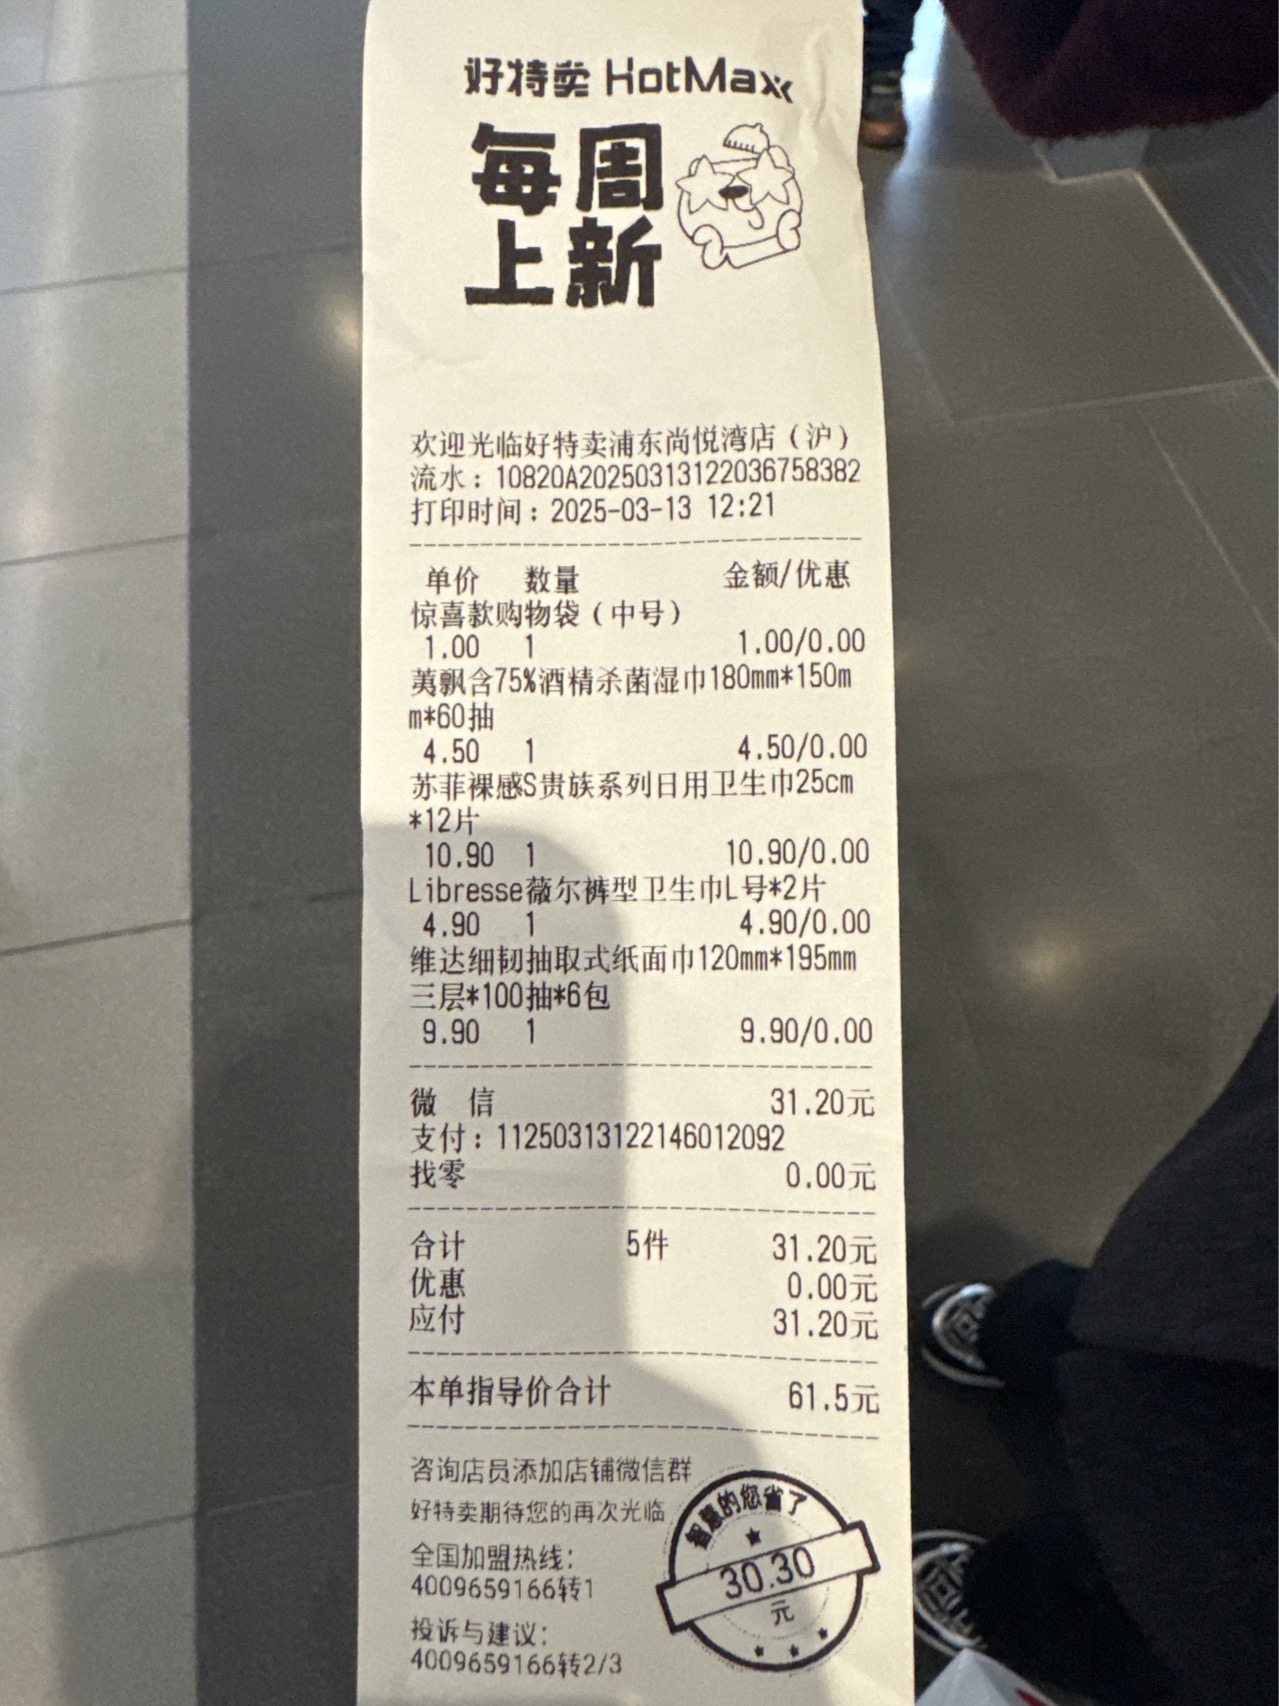 好特卖 HotMaxx
每周
上新
欢迎光临好特卖浦东尚悦湾店（沪）
流水：10820A20250313122036758382
打印时间：2025-03-13 12:21
单价 数量 金额/优惠
惊喜款购物袋（中号）
1.00 1 1.00/0.00
荑飘含75%酒精杀菌湿巾180mm*150m
m*60抽
4.50 1 4.50/0.00
苏菲裸感S贵族系列日用卫生巾25cm
*12片
10.90 1 10.90/0.00
Libresse薇尔裤型卫生巾L号*2片
4.90 1 4.90/0.00
维达细韧抽取式纸面巾120mm*195mm
三层*100抽*6包
9.90 1 9.90/0.00
微 信 31.20元
支付：11250313122146012092
找零 0.00元
合计 5件 31.20元
优惠 0.00元
应付 31.20元
本单指导价合计 61.5元
咨询店员添加店铺微信群
好特卖期待您的再次光临
全国加盟热线：
4009659166转1
投诉与建议：
4009659166转2/3
智慧的您省了
30.30
元